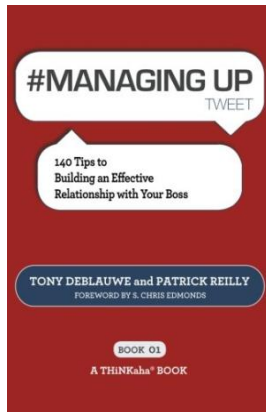 #MANAGING UP
TWEET
140 Tips to
Building an Effective
Relationship with Your Boss
TONY DEBLAUWE and PATRICK REILLY
FOREWORD BY S. CHRIS EDMONDS
BOOK 01
A THiNKaha® BOOK